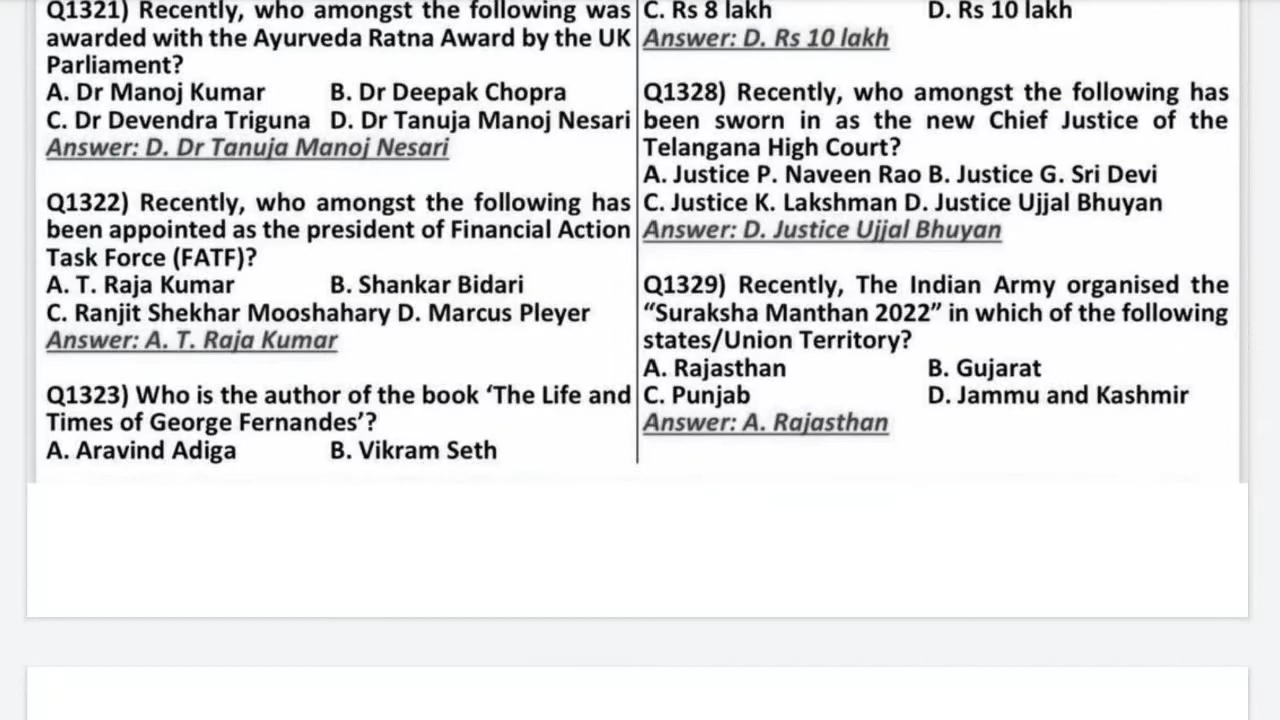 Q1321) Recently, who amongst the following was
awarded with the Ayurveda Ratna Award by the UK
Parliament?
A. Dr Manoj Kumar B. Dr Deepak Chopra
C. Dr Devendra Triguna D. Dr Tanuja Manoj Nesari
Answer: D. Dr Tanuja Manoj Nesari
Q1322) Recently, who amongst the following has
been appointed as the president of Financial Action
Task Force (FATF)?
A. T. Raja Kumar B. Shankar Bidari
C. Ranjit Shekhar Mooshahary D. Marcus Pleyer
Answer: A. T. Raja Kumar
Q1323) Who is the author of the book ‘The Life and
Times of George Fernandes’?
A. Aravind Adiga B. Vikram Seth
C. Rs 8 lakh D. Rs 10 lakh
Answer: D. Rs 10 lakh
Q1328) Recently, who amongst the following has
been sworn in as the new Chief Justice of the
Telangana High Court?
A. Justice P. Naveen Rao B. Justice G. Sri Devi
C. Justice K. Lakshman D. Justice Ujjal Bhuyan
Answer: D. Justice Ujjal Bhuyan
Q1329) Recently, The Indian Army organised the
“Suraksha Manthan 2022” in which of the following
states/Union Territory?
A. Rajasthan B. Gujarat
C. Punjab D. Jammu and Kashmir
Answer: A. Rajasthan